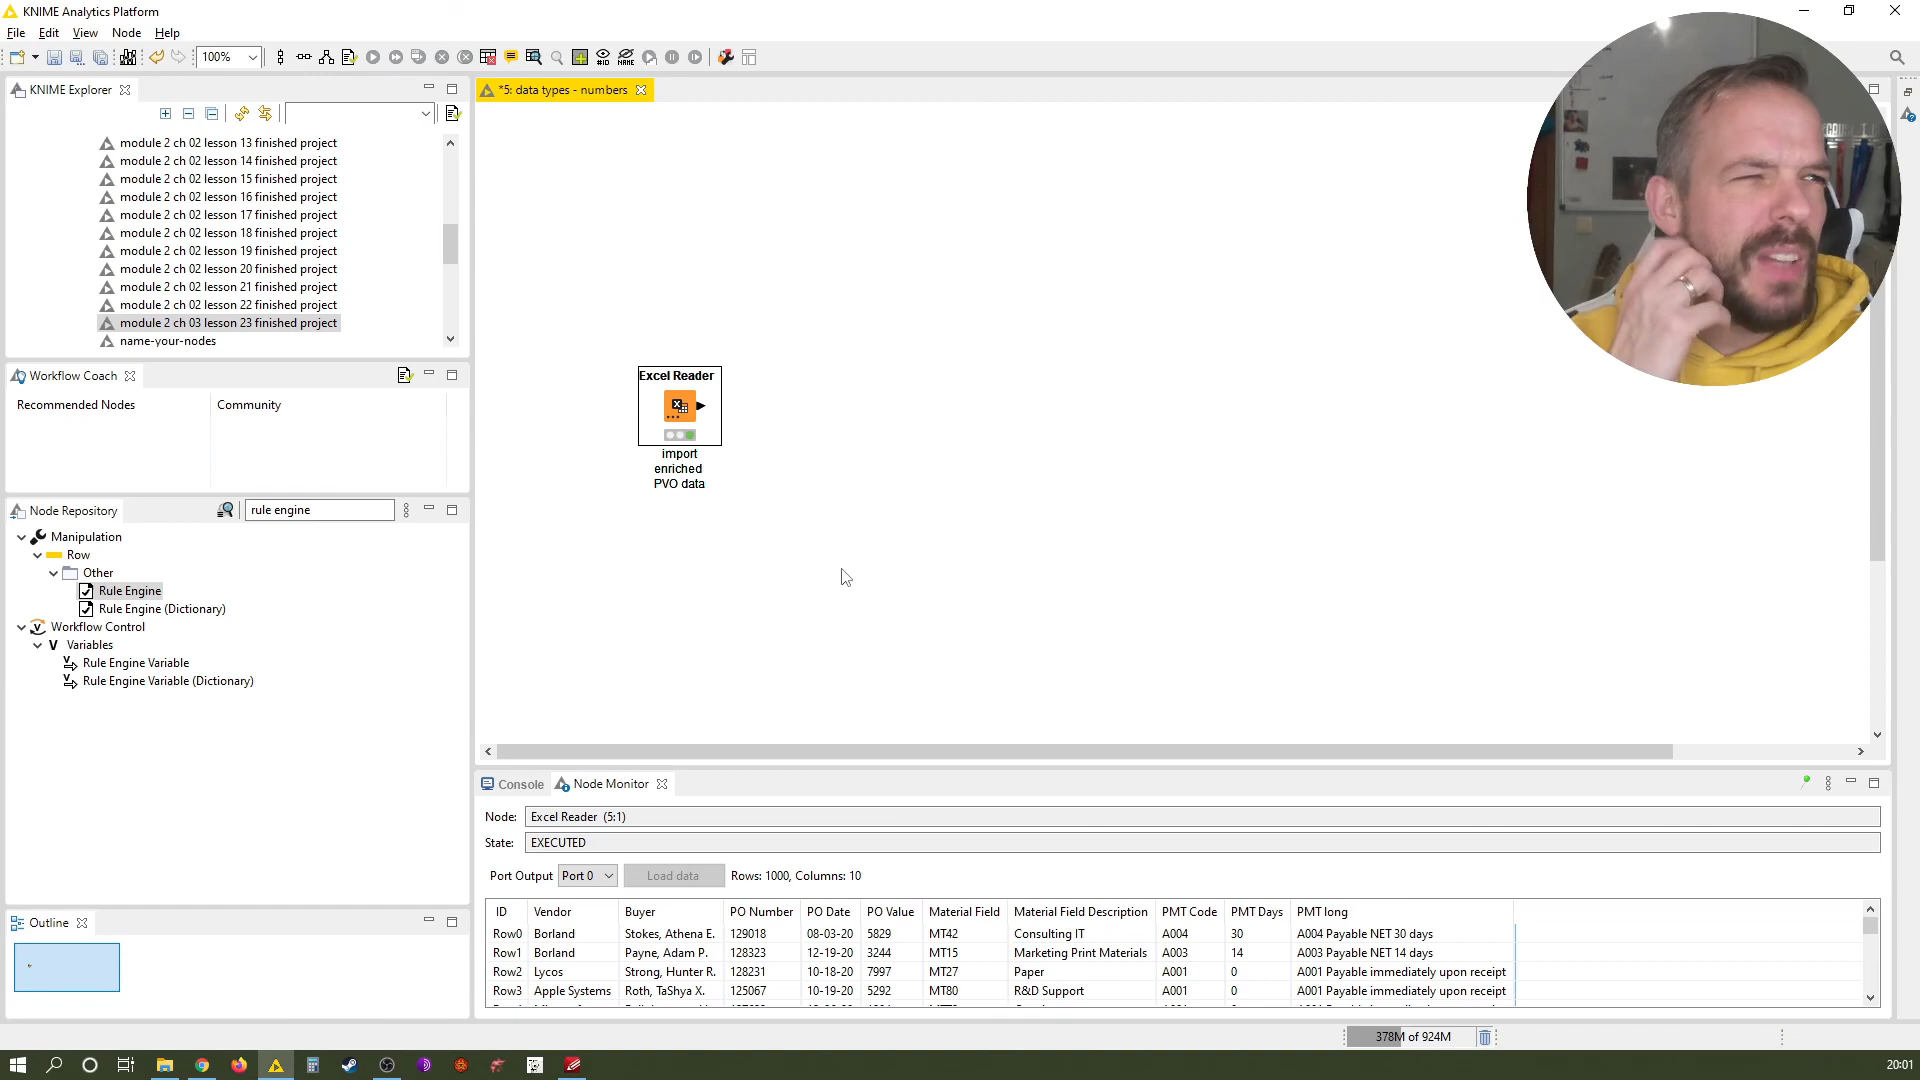 KNIME Analytics Platform
File Edit View Node Help
100%
KNIME Explorer
*5: data types - numbers
module 2 ch 02 lesson 13 finished project
module 2 ch 02 lesson 14 finished project
module 2 ch 02 lesson 15 finished project
module 2 ch 02 lesson 16 finished project
module 2 ch 02 lesson 17 finished project
module 2 ch 02 lesson 18 finished project
module 2 ch 02 lesson 19 finished project
module 2 ch 02 lesson 20 finished project
module 2 ch 02 lesson 21 finished project
module 2 ch 02 lesson 22 finished project
module 2 ch 03 lesson 23 finished project
name-your-nodes
Workflow Coach
Recommended Nodes Community
Node Repository rule engine
Manipulation
Row
Other
Rule Engine
Rule Engine (Dictionary)
Workflow Control
Variables
Rule Engine Variable
Rule Engine Variable (Dictionary)
Outline
Excel Reader
import
enriched
PVO data
Console Node Monitor
Node: Excel Reader (5:1)
State: EXECUTED
Port Output Port 0 Load data Rows: 1000, Columns: 10
ID Vendor Buyer PO Number PO Date PO Value Material Field Material Field Description PMT Code PMT Days PMT long
Row0 Borland Stokes, Athena E. 129018 08-03-20 5829 MT42 Consulting IT A004 30 A004 Payable NET 30 days
Row1 Borland Payne, Adam P. 128323 12-19-20 3244 MT15 Marketing Print Materials A003 14 A003 Payable NET 14 days
Row2 Lycos Strong, Hunter R. 128231 10-18-20 7997 MT27 Paper A001 0 A001 Payable immediately upon receipt
Row3 Apple Systems Roth, TaShya X. 125067 10-19-20 5292 MT80 R&D Support A001 0 A001 Payable immediately upon receipt
378M of 924M
20:01